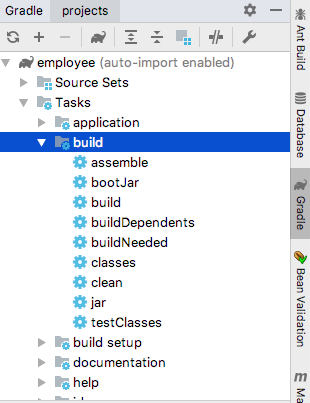 Gradle projects
employee (auto-import enabled)
Source Sets
Tasks
application
build
assemble
bootJar
build
buildDependents
buildNeeded
classes
clean
jar
testClasses
build setup
documentation
help
Ant Build
Database
Gradle
Bean Validation